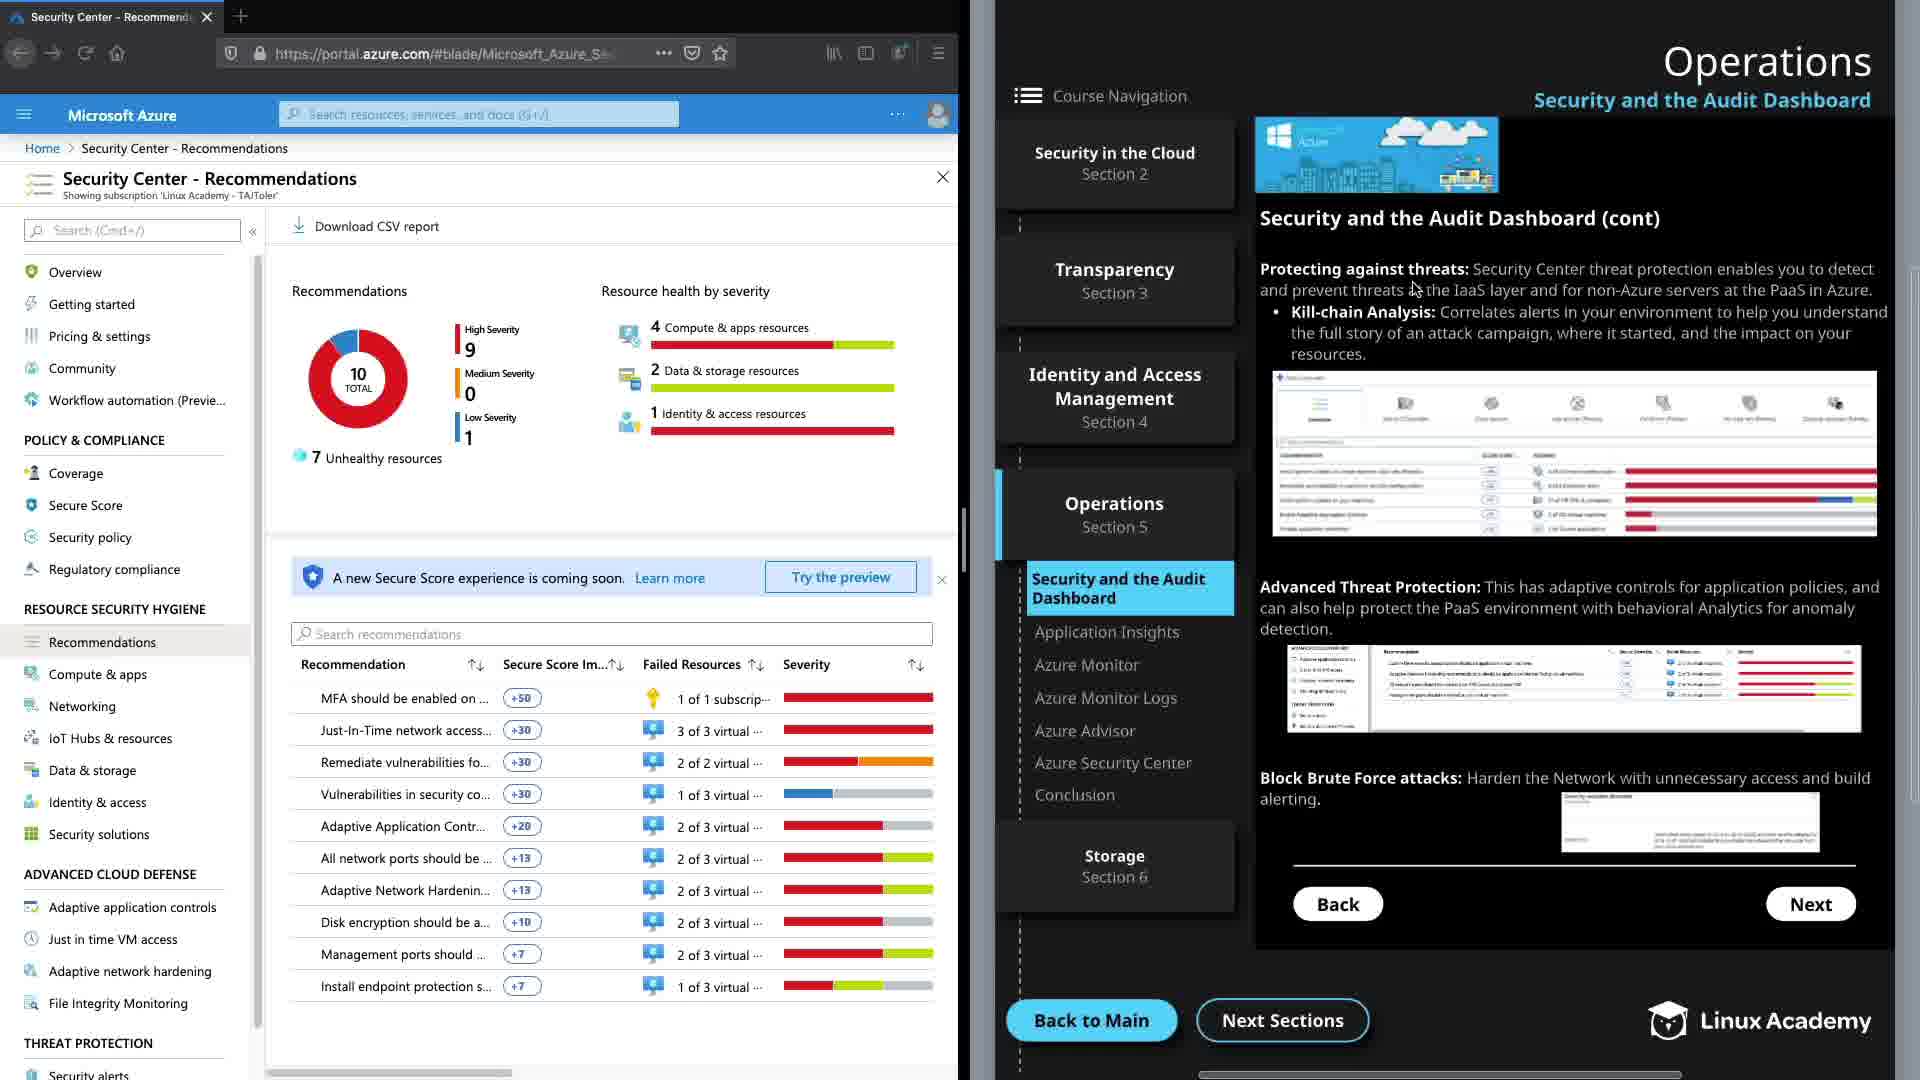 Security Center - Recommend
https://portal.azure.com/#blade/Microsoft_Azure_Se
Microsoft Azure
Search resources, services, and docs (G+/)
Home > Security Center - Recommendations
Security Center - Recommendations
Showing subscription 'Linux Academy - TA/Toler'
Search (Cmd+/)
Overview
Getting started
Pricing & settings
Community
Workflow automation (Previe...
POLICY & COMPLIANCE
Coverage
Secure Score
Security policy
Regulatory compliance
RESOURCE SECURITY HYGIENE
Recommendations
Compute & apps
Networking
IoT Hubs & resources
Data & storage
Identity & access
Security solutions
ADVANCED CLOUD DEFENSE
Adaptive application controls
Just in time VM access
Adaptive network hardening
File Integrity Monitoring
THREAT PROTECTION
Security alerts
Download CSV report
Recommendations
10
TOTAL
High Severity
9
Medium Severity
0
Low Severity
1
7 Unhealthy resources
Resource health by severity
4 Compute & apps resources
2 Data & storage resources
1 Identity & access resources
A new Secure Score experience is coming soon. Learn more
Try the preview
Search recommendations
Recommendation Secure Score Im... Failed Resources Severity
MFA should be enabled on ... +50 1 of 1 subscrip...
Just-In-Time network access... +30 3 of 3 virtual ...
Remediate vulnerabilities fo... +30 2 of 2 virtual ...
Vulnerabilities in security co... +30 1 of 3 virtual ...
Adaptive Application Contr... +20 2 of 3 virtual ...
All network ports should be ... +13 2 of 3 virtual ...
Adaptive Network Hardenin... +13 2 of 3 virtual ...
Disk encryption should be a... +10 2 of 3 virtual ...
Management ports should ... +7 2 of 3 virtual ...
Install endpoint protection s... +7 1 of 3 virtual ...
Operations
Security and the Audit Dashboard
Course Navigation
Security in the Cloud
Section 2
Transparency
Section 3
Identity and Access
Management
Section 4
Operations
Section 5
Security and the Audit
Dashboard
Application Insights
Azure Monitor
Azure Monitor Logs
Azure Advisor
Azure Security Center
Conclusion
Storage
Section 6
Azure
Security and the Audit Dashboard (cont)
Protecting against threats: Security Center threat protection enables you to detect
and prevent threats at the IaaS layer and for non-Azure servers at the PaaS in Azure.
• Kill-chain Analysis: Correlates alerts in your environment to help you understand
the full story of an attack campaign, where it started, and the impact on your
resources.
Advanced Threat Protection: This has adaptive controls for application policies, and
can also help protect the PaaS environment with behavioral Analytics for anomaly
detection.
Block Brute Force attacks: Harden the Network with unnecessary access and build
alerting.
Back
Next
Back to Main
Next Sections
Linux Academy